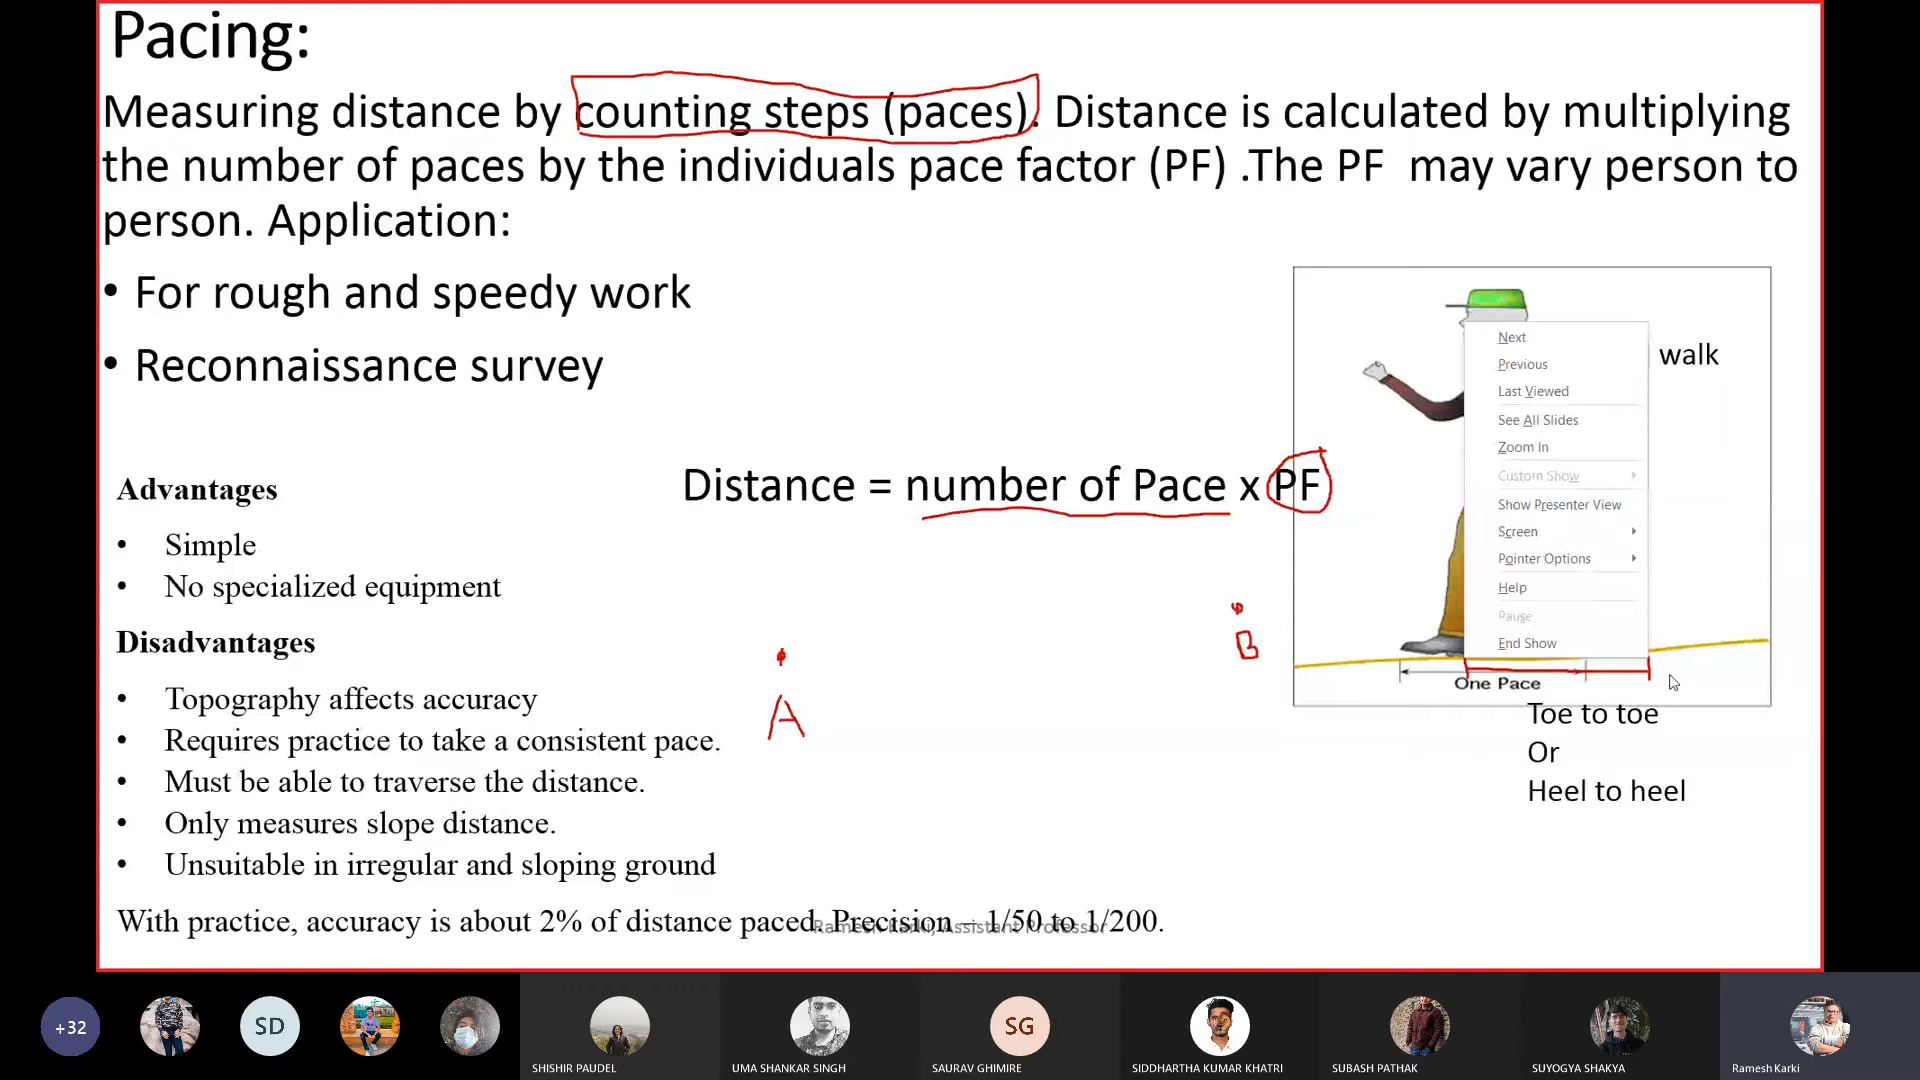 Pacing:
Measuring distance by counting steps (paces). Distance is calculated by multiplying
the number of paces by the individuals pace factor (PF) .The PF may vary person to
person. Application:
• For rough and speedy work
• Reconnaissance survey
walk
Next
Previous
Last Viewed
See All Slides
Zoom In
Custom Show
Show Presenter View
Screen
Pointer Options
Help
Pause
End Show
Distance = number of Pace x PF
Advantages
• Simple
• No specialized equipment
Disadvantages
• Topography affects accuracy
• Requires practice to take a consistent pace.
• Must be able to traverse the distance.
• Only measures slope distance.
• Unsuitable in irregular and sloping ground
A
B
One Pace
Toe to toe
Or
Heel to heel
With practice, accuracy is about 2% of distance paced. Precision – 1/50 to 1/200.
Ramesh Karki, Assistant Professor
+32
SD
SG
SHISHIR PAUDEL
UMA SHANKAR SINGH
SAURAV GHIMIRE
SIDDHARTHA KUMAR KHATRI
SUBASH PATHAK
SUYOGYA SHAKYA
Ramesh Karki